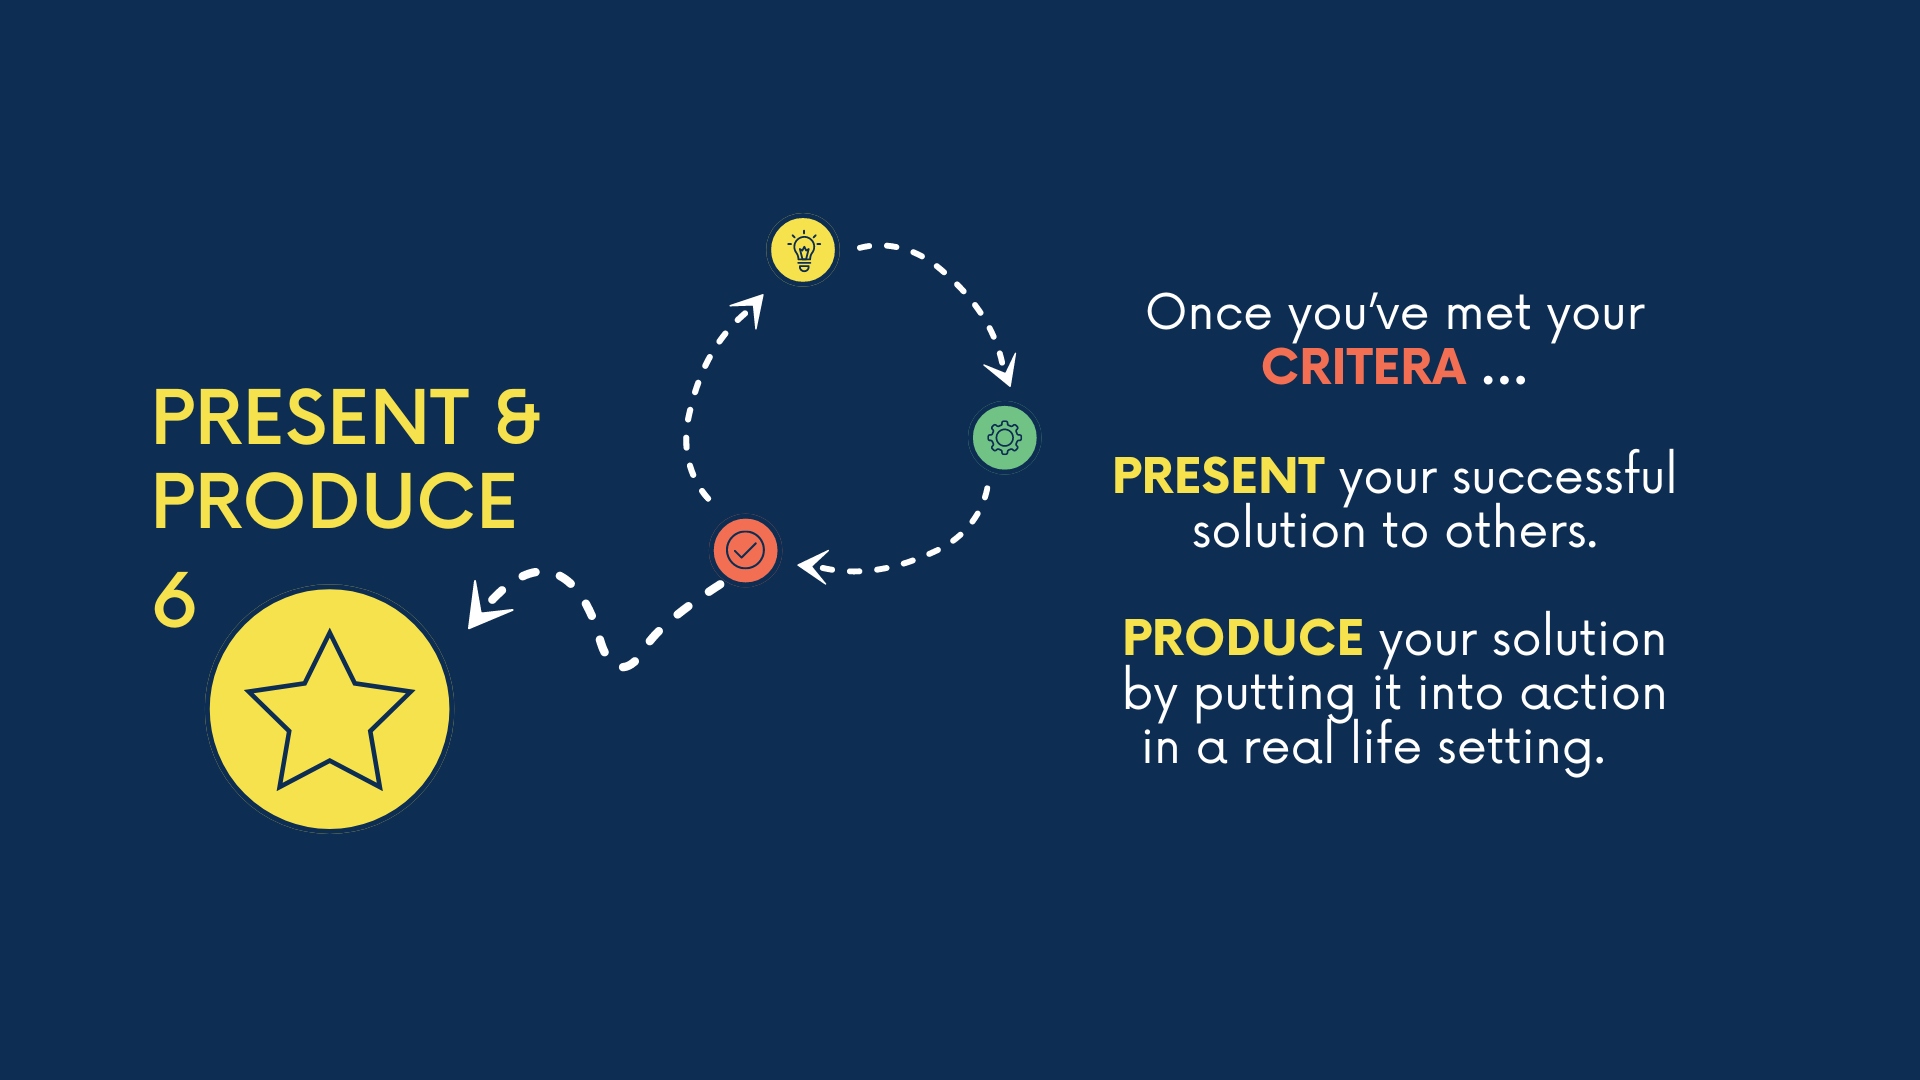 PRESENT &
PRODUCE
6
Once you’ve met your
CRITERA ...
PRESENT your successful
solution to others.
PRODUCE your solution
by putting it into action
in a real life setting.